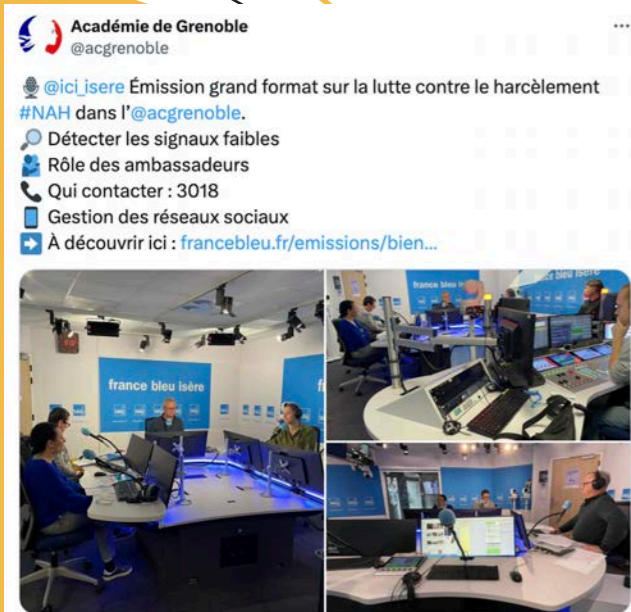 Académie de Grenoble
@acgrenoble
@ici_isere Émission grand format sur la lutte contre le harcèlement
#NAH dans l’@acgrenoble.
Détecter les signaux faibles
Rôle des ambassadeurs
Qui contacter : 3018
Gestion des réseaux sociaux
À découvrir ici : francebleu.fr/emissions/bien...
france bleu isère
france bleu isère